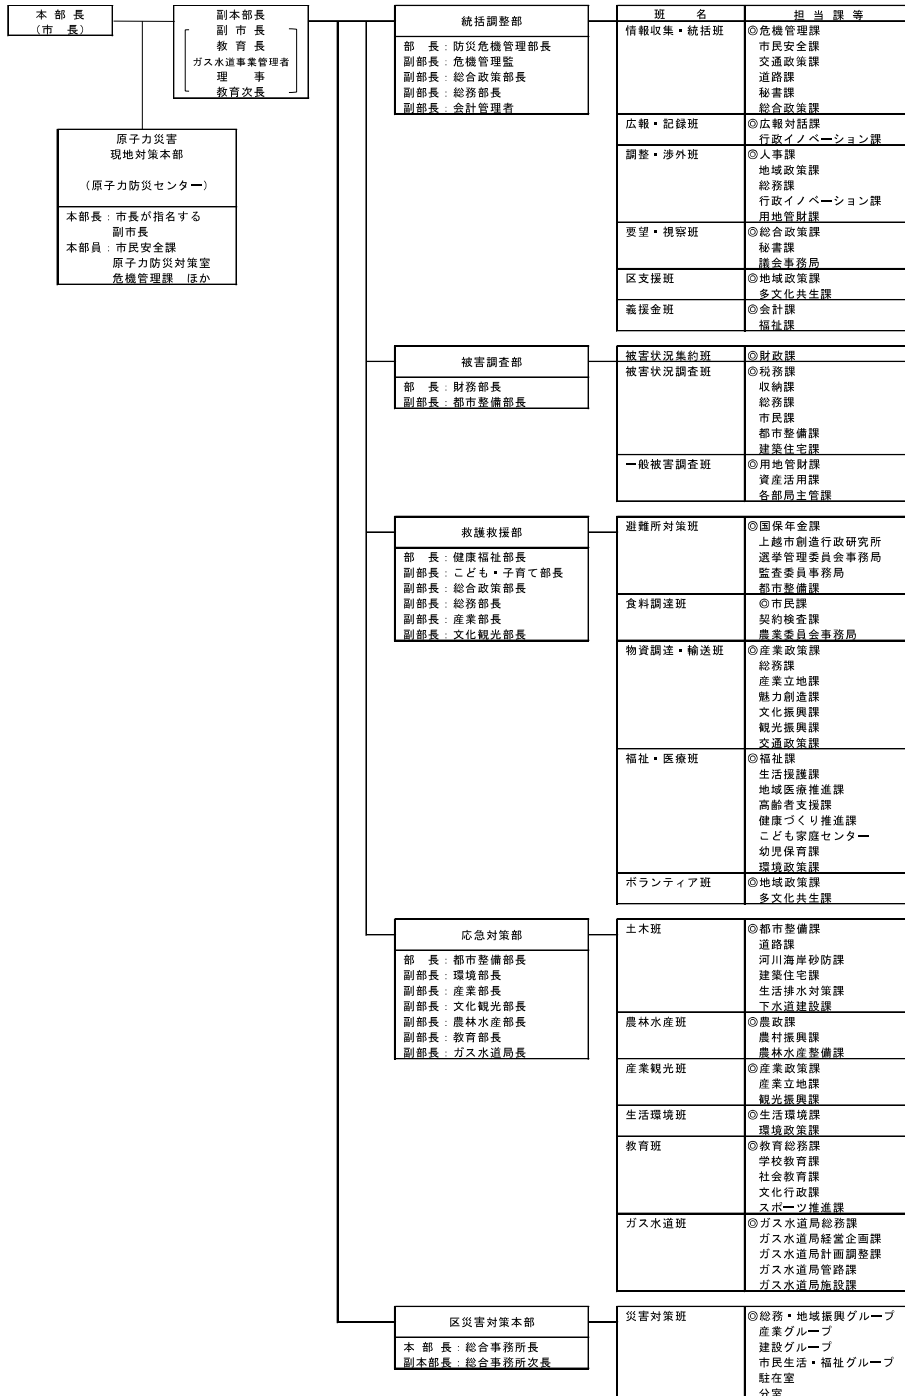 本部長
(市長)
副本部長
副市長
教育長
ガス水道事業管理者
理事
教育次長
原子力災害
現地対策本部
(原子力防災センター)
本部長：市長が指名する
副市長
本部員：市民安全課
原子力防災対策室
危機管理課 ほか
統括調整部
部 長：防災危機管理部長
副部長：危機管理監
副部長：総合政策部長
副部長：総務部長
副部長：会計管理者
班 名 担当課等
情報収集・統括班 ◎危機管理課
市民安全課
交通政策課
道路課
秘書課
総合政策課
広報・記録班 ◎広報対話課
行政イノベーション課
調整・渉外班 ◎人事課
地域政策課
総務課
行政イノベーション課
用地管財課
要望・視察班 ◎総合政策課
秘書課
議会事務局
区支援班 ◎地域政策課
多文化共生課
義援金班 ◎会計課
福祉課
被害調査部
部 長：財務部長
副部長：都市整備部長
被害状況集約班 ◎財政課
被害状況調査班 ◎税務課
収納課
総務課
市民課
都市整備課
建築住宅課
一般被害調査班 ◎用地管財課
資産活用課
各部局主管課
救護救援部
部 長：健康福祉部長
副部長：こども・子育て部長
副部長：総合政策部長
副部長：総務部長
副部長：産業部長
副部長：文化観光部長
避難所対策班 ◎国保年金課
上越市創造行政研究所
選挙管理委員会事務局
監査委員事務局
都市整備課
食料調達班 ◎市民課
契約検査課
農業委員会事務局
物資調達・輸送班 ◎産業政策課
総務課
産業立地課
魅力創造課
文化振興課
観光振興課
交通政策課
福祉・医療班 ◎福祉課
生活援護課
地域医療推進課
高齢者支援課
健康づくり推進課
こども家庭センター
幼児保育課
環境政策課
ボランティア班 ◎地域政策課
多文化共生課
応急対策部
部 長：都市整備部長
副部長：環境部長
副部長：産業部長
副部長：文化観光部長
副部長：農林水産部長
副部長：教育部長
副部長：ガス水道局長
土木班 ◎都市整備課
道路課
河川海岸砂防課
建築住宅課
生活排水対策課
下水道建設課
農林水産班 ◎農政課
農村振興課
農林水産整備課
産業観光班 ◎産業政策課
産業立地課
観光振興課
生活環境班 ◎生活環境課
環境政策課
教育班 ◎教育総務課
学校教育課
社会教育課
文化行政課
スポーツ推進課
ガス水道班 ◎ガス水道局総務課
ガス水道局経営企画課
ガス水道局計画調整課
ガス水道局管路課
ガス水道局施設課
区災害対策本部
本 部 長：総合事務所長
副本部長：総合事務所次長
災害対策班 ◎総務・地域振興グループ
産業グループ
建設グループ
市民生活・福祉グループ
駐在室
分室